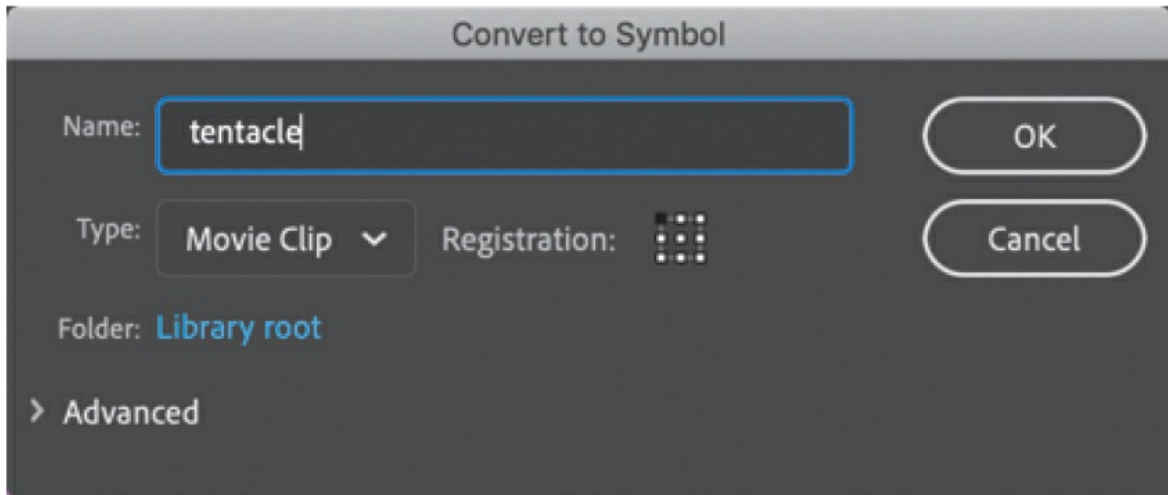 Convert to Symbol
Name: tentacle OK
Type: Movie Clip Registration: Cancel
Folder: Library root
Advanced